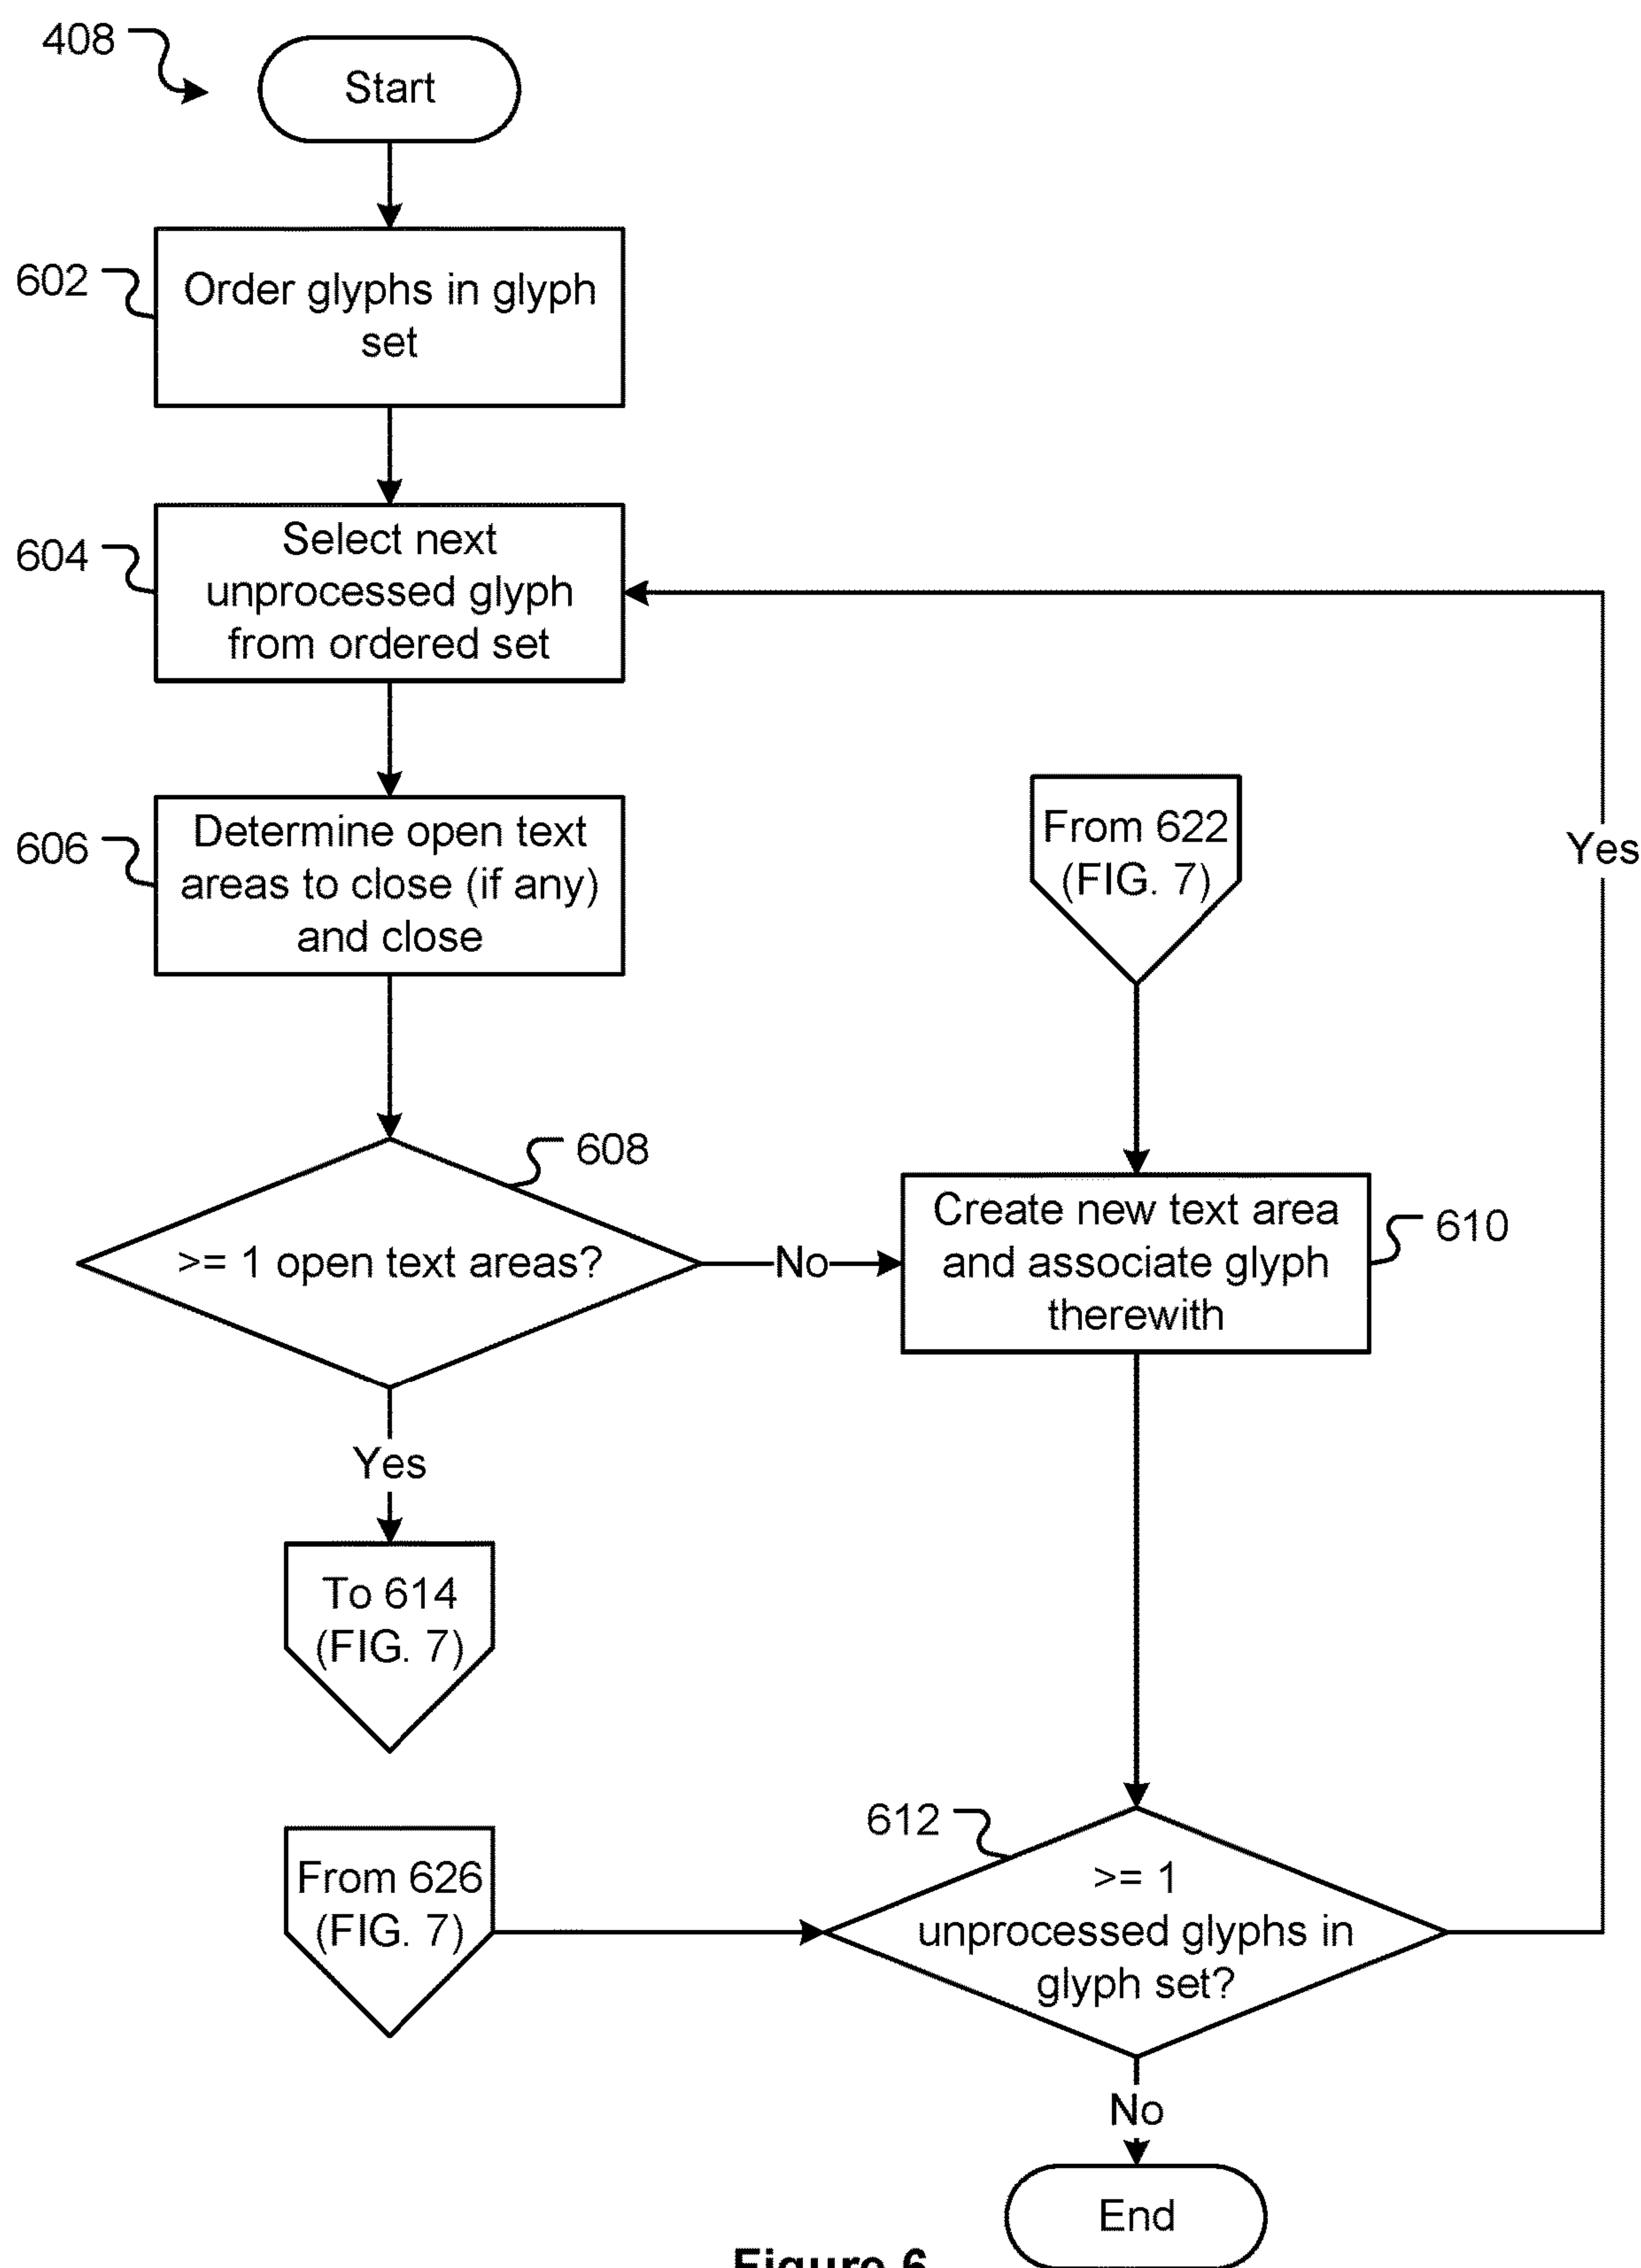 408
Start
602
Order glyphs in glyph
set
604
Select next
unprocessed glyph
from ordered set
606
Determine open text
areas to close (if any)
and close
From 622
(FIG. 7)
Yes
608
>= 1 open text areas?
No
Create new text area
and associate glyph
therewith
610
Yes
To 614
(FIG. 7)
612
From 626
(FIG. 7)
>= 1
unprocessed glyphs in
glyph set?
No
End
Figure 6